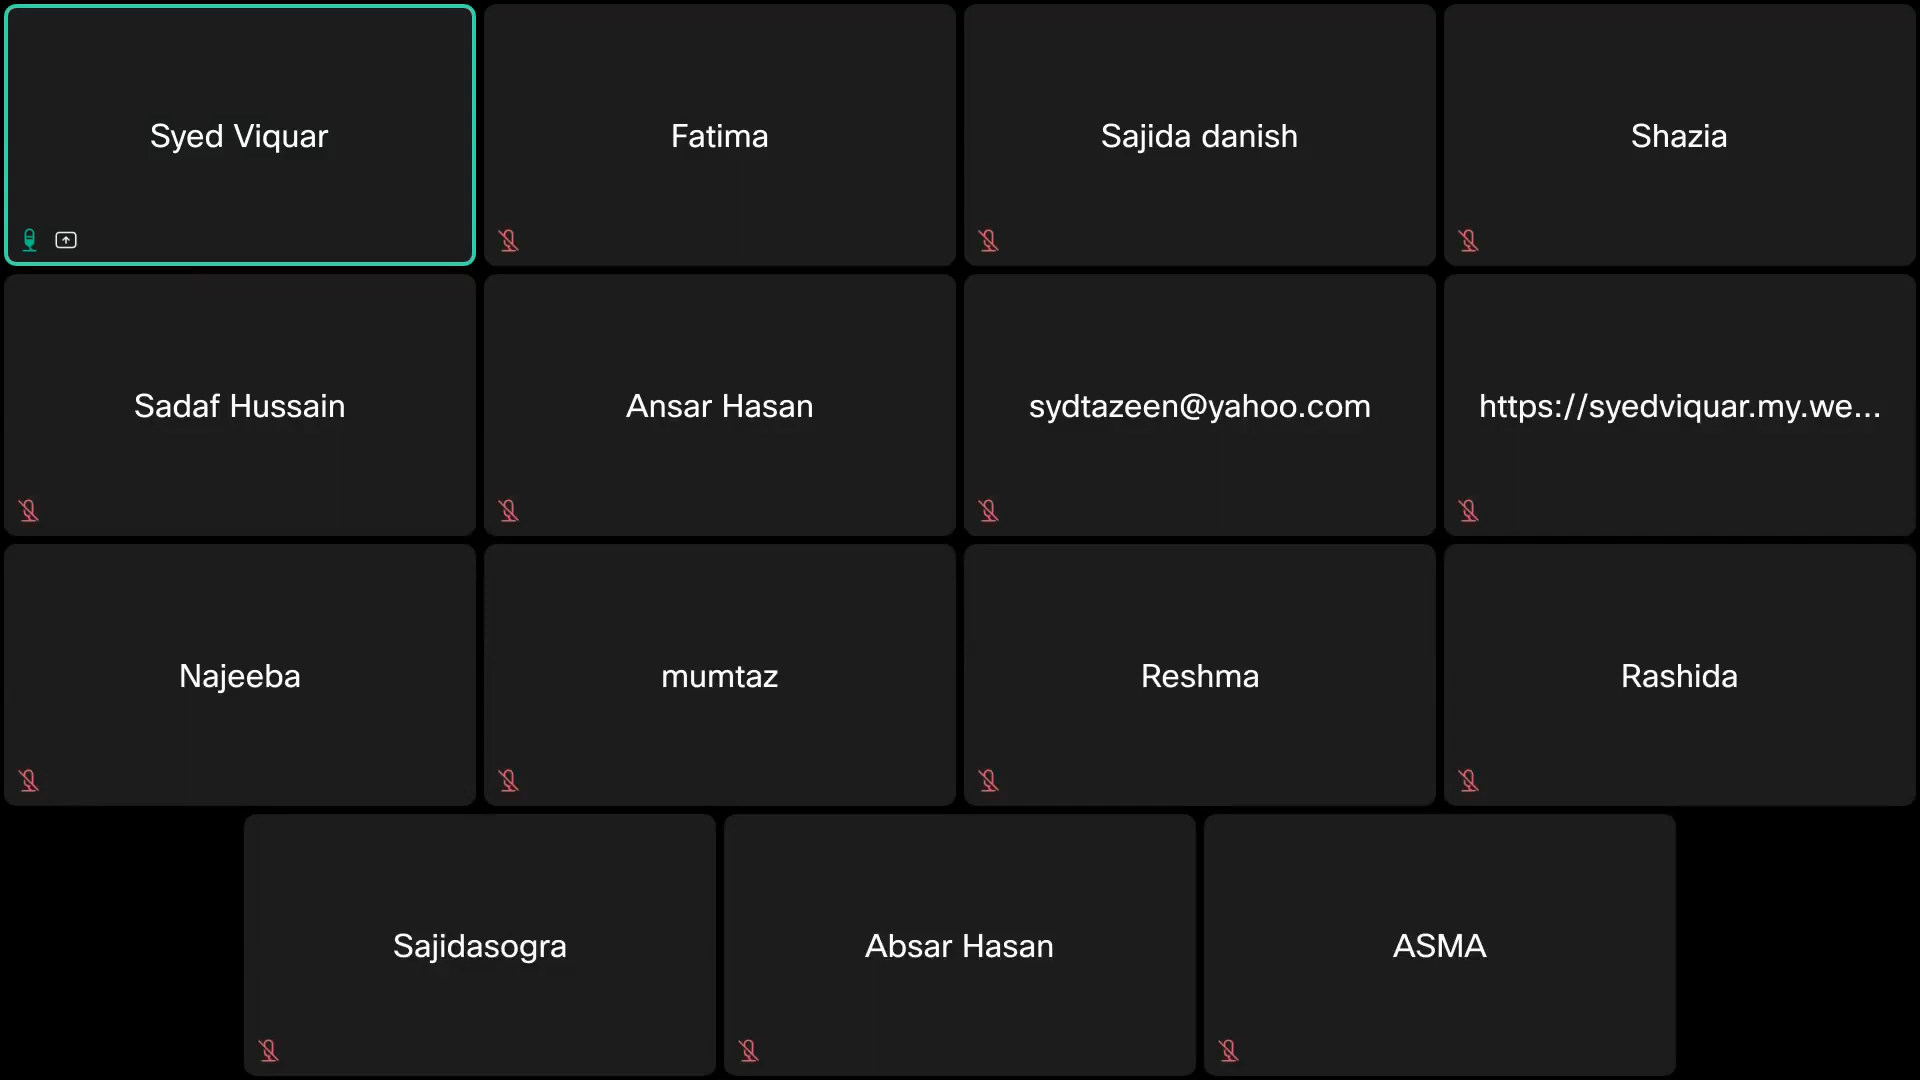 Syed Viquar
Fatima
Sajida danish
Shazia
Sadaf Hussain
Ansar Hasan
sydtazeen@yahoo.com
https://syedviquar.my.we...
Najeeba
mumtaz
Reshma
Rashida
Sajidasogra
Absar Hasan
ASMA